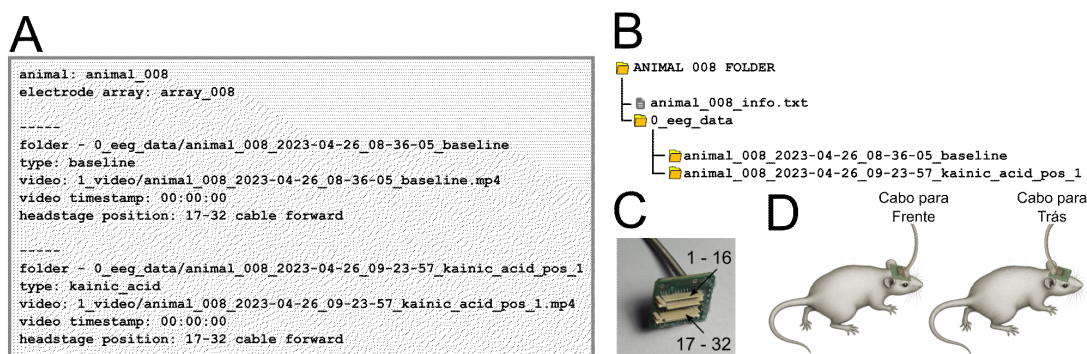 A
animal: animal_008
electrode array: array_008
-----
folder - 0_eeg_data/animal_008_2023-04-26_08-36-05_baseline
type: baseline
video: 1_video/animal_008_2023-04-26_08-36-05_baseline.mp4
video timestamp: 00:00:00
headstage position: 17-32 cable forward
-----
folder - 0_eeg_data/animal_008_2023-04-26_09-23-57_kainic_acid_pos_1
type: kainic_acid
video: 1_video/animal_008_2023-04-26_09-23-57_kainic_acid_pos_1.mp4
video timestamp: 00:00:00
headstage position: 17-32 cable forward
B
ANIMAL 008 FOLDER
animal_008_info.txt
0_eeg_data
animal_008_2023-04-26_08-36-05_baseline
animal_008_2023-04-26_09-23-57_kainic_acid_pos_1
C
1 - 16
17 - 32
D
Cabo para
Frente
Cabo para
Trás